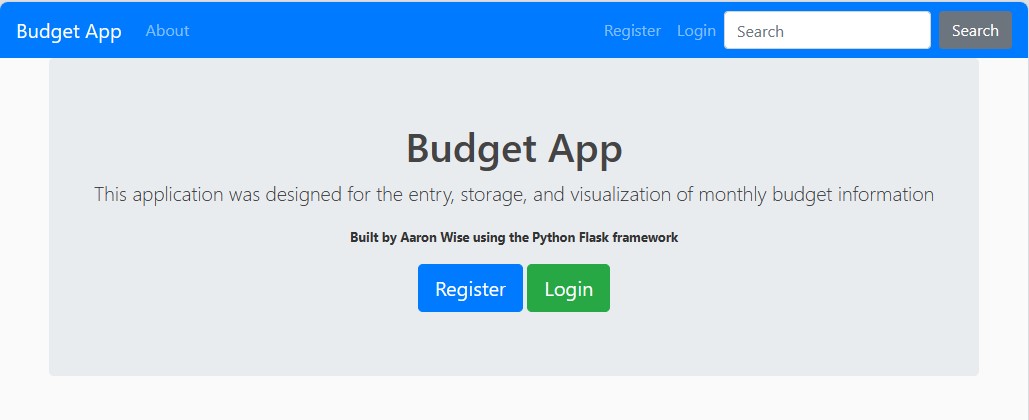 Budget App About Register Login Search Search
Budget App
This application was designed for the entry, storage, and visualization of monthly budget information
Built by Aaron Wise using the Python Flask framework
Register Login